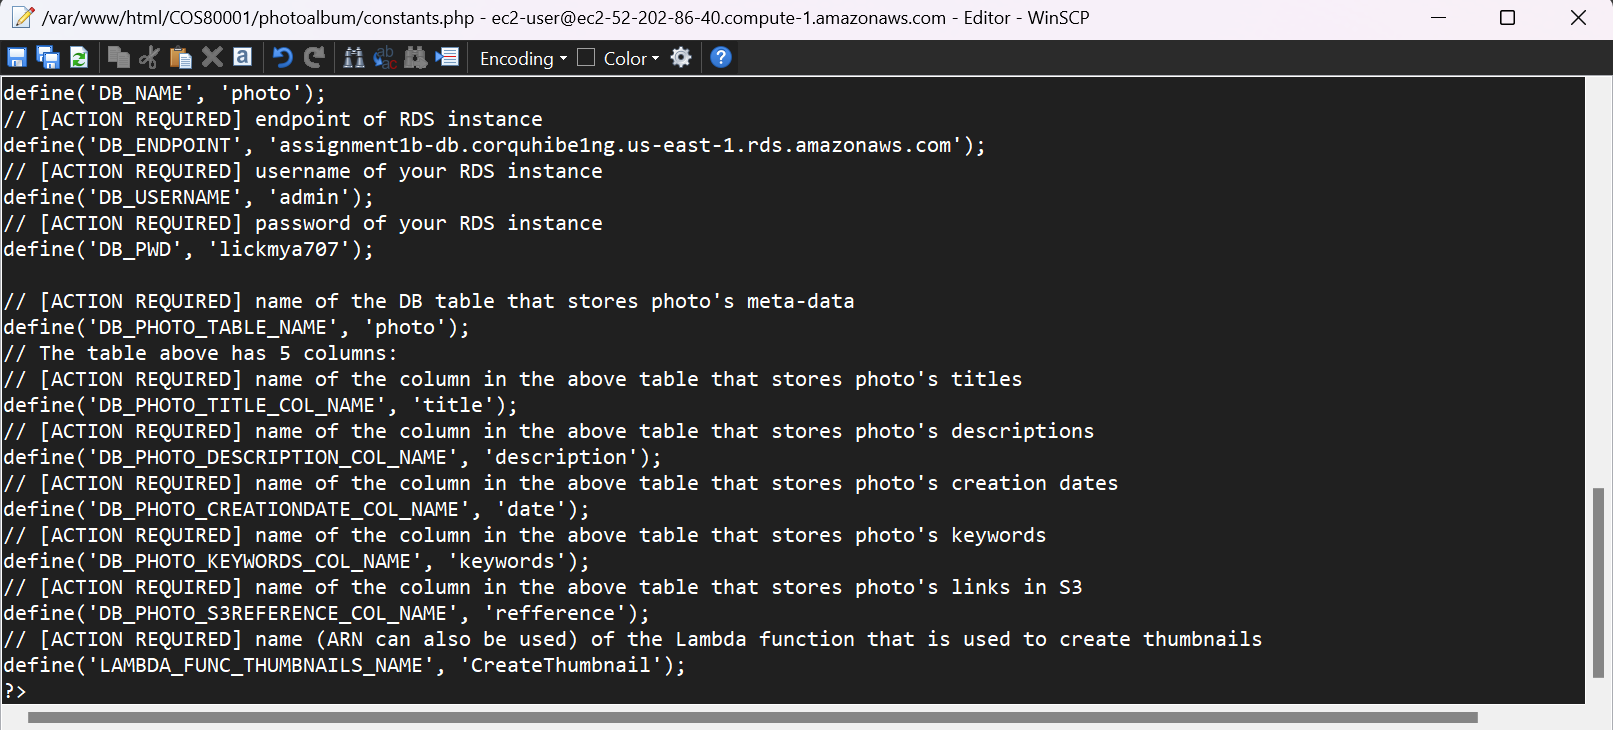 /var/www/html/COS80001/photoalbum/constants.php - ec2-user@ec2-52-202-86-40.compute-1.amazonaws.com - Editor - WinSCP
Encoding Color
define('DB_NAME', 'photo');
// [ACTION REQUIRED] endpoint of RDS instance
define('DB_ENDPOINT', 'assignment1b-db.corquhibe1ng.us-east-1.rds.amazonaws.com');
// [ACTION REQUIRED] username of your RDS instance
define('DB_USERNAME', 'admin');
// [ACTION REQUIRED] password of your RDS instance
define('DB_PWD', 'lickmya707');
// [ACTION REQUIRED] name of the DB table that stores photo's meta-data
define('DB_PHOTO_TABLE_NAME', 'photo');
// The table above has 5 columns:
// [ACTION REQUIRED] name of the column in the above table that stores photo's titles
define('DB_PHOTO_TITLE_COL_NAME', 'title');
// [ACTION REQUIRED] name of the column in the above table that stores photo's descriptions
define('DB_PHOTO_DESCRIPTION_COL_NAME', 'description');
// [ACTION REQUIRED] name of the column in the above table that stores photo's creation dates
define('DB_PHOTO_CREATIONDATE_COL_NAME', 'date');
// [ACTION REQUIRED] name of the column in the above table that stores photo's keywords
define('DB_PHOTO_KEYWORDS_COL_NAME', 'keywords');
// [ACTION REQUIRED] name of the column in the above table that stores photo's links in S3
define('DB_PHOTO_S3REFERENCE_COL_NAME', 'refference');
// [ACTION REQUIRED] name (ARN can also be used) of the Lambda function that is used to create thumbnails
define('LAMBDA_FUNC_THUMBNAILS_NAME', 'CreateThumbnail');
?>